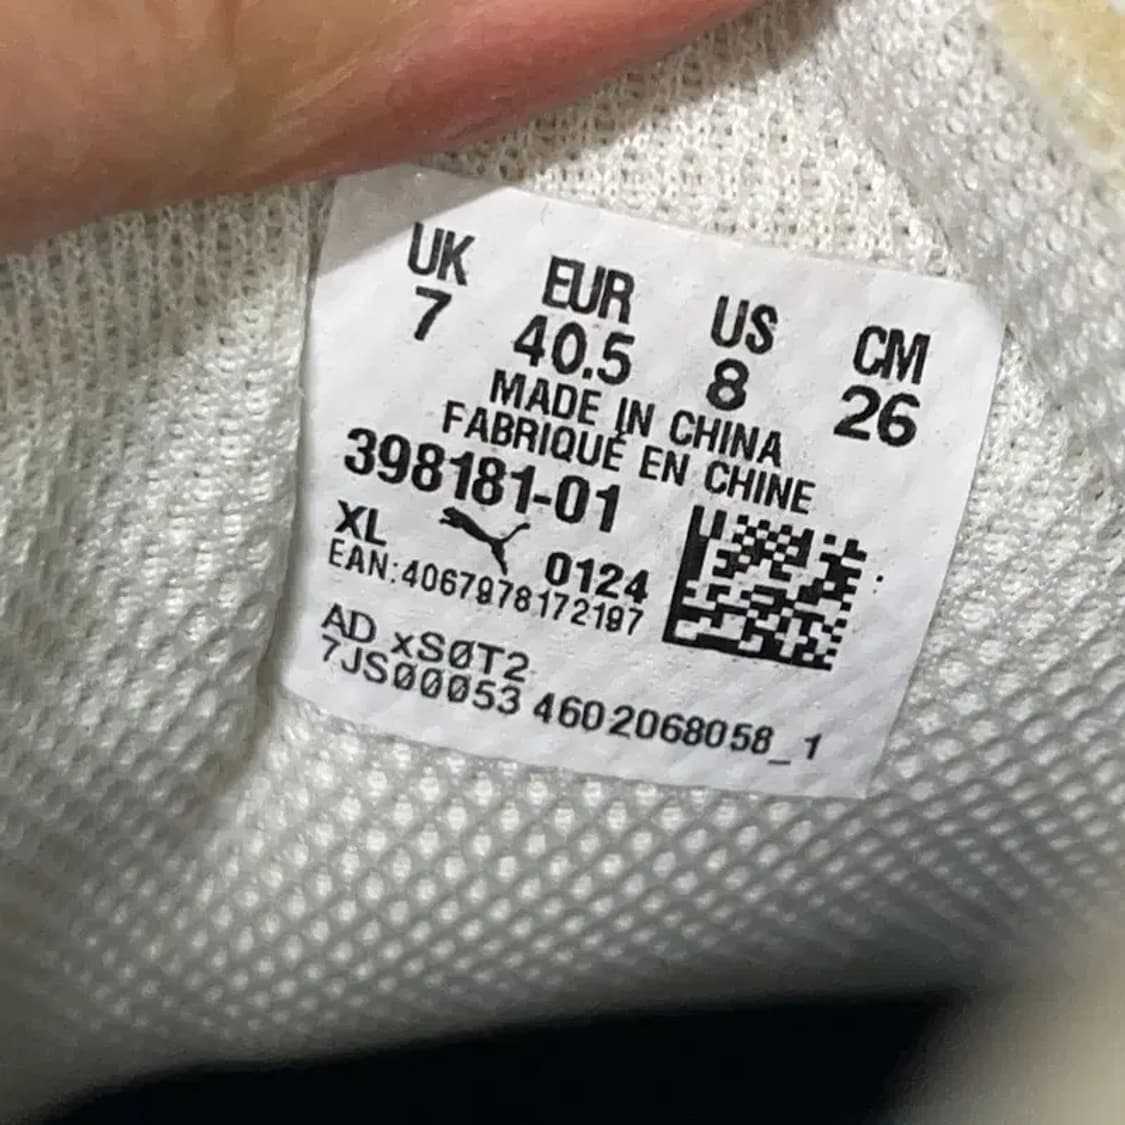 UK EUR US CM
7 40.5 8 26
MADE IN CHINA
FABRIQUÉ EN CHINE
398181-01
XL 0124
EAN:4067978172197
AD xSØT2
7JSØØØ53 4602068058_1